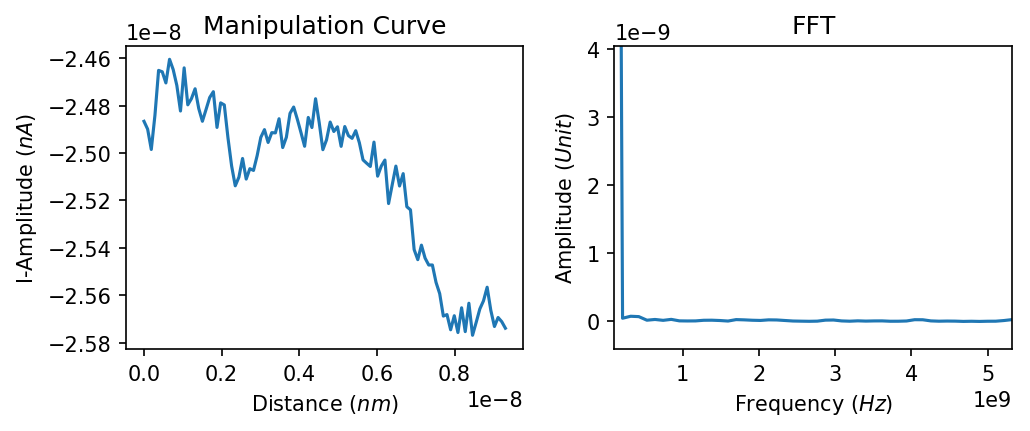 Manipulation Curve
1e−8
−2.46
−2.48
−2.50
−2.52
−2.54
−2.56
−2.58
I-Amplitude (nA)
0.0 0.2 0.4 0.6 0.8
Distance (nm)
1e−8
FFT
1e−9
4
3
2
1
0
Amplitude (Unit)
1 2 3 4 5
Frequency (Hz)
1e9